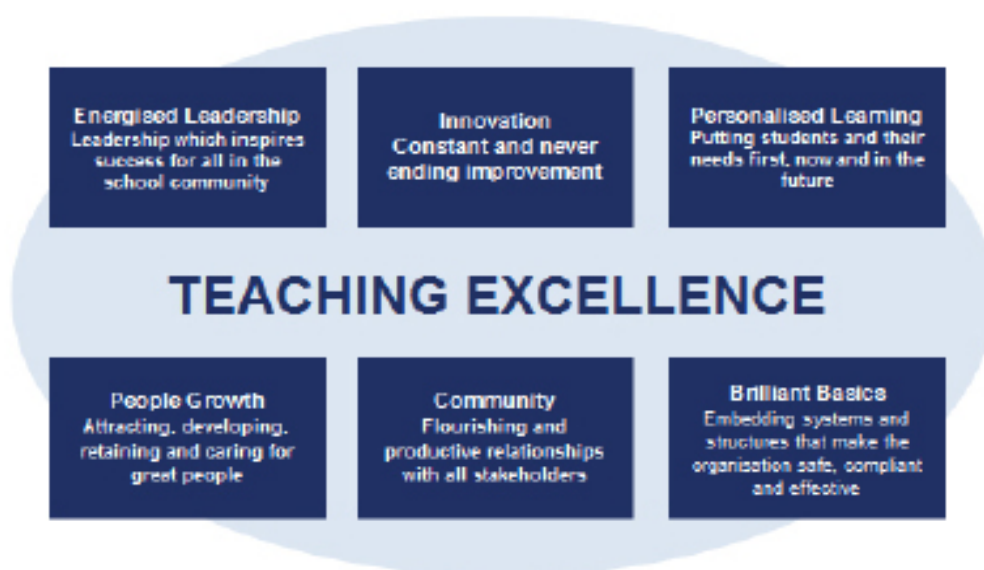 Energised Leadership
Leadership which inspires
success for all in the
school community
Innovation
Constant and never
ending improvement
Personalised Learning
Putting students and their
needs first, now and in the
future
TEACHING EXCELLENCE
People Growth
Attracting, developing,
retaining and caring for
great people
Community
Flourishing and
productive relationships
with all stakeholders
Brilliant Basics
Embedding systems and
structures that make the
organisation safe, compliant
and effective